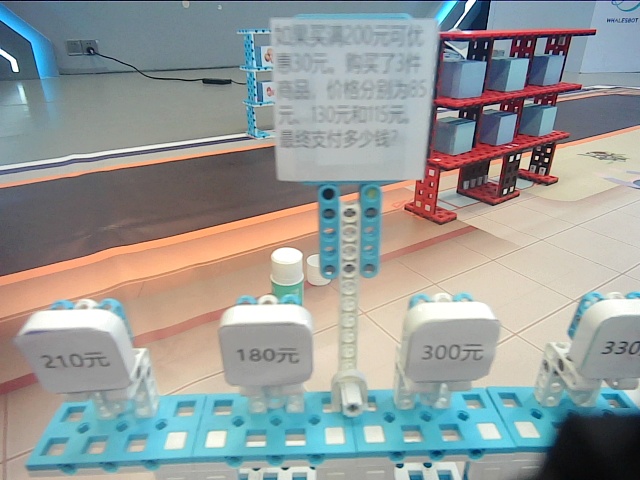 如果买满200元可优
惠30元。购买了3件
商品，价格分别为85
元、130元和115元。
最终支付多少钱？
210元
180元
300元
330
WHALESBOT